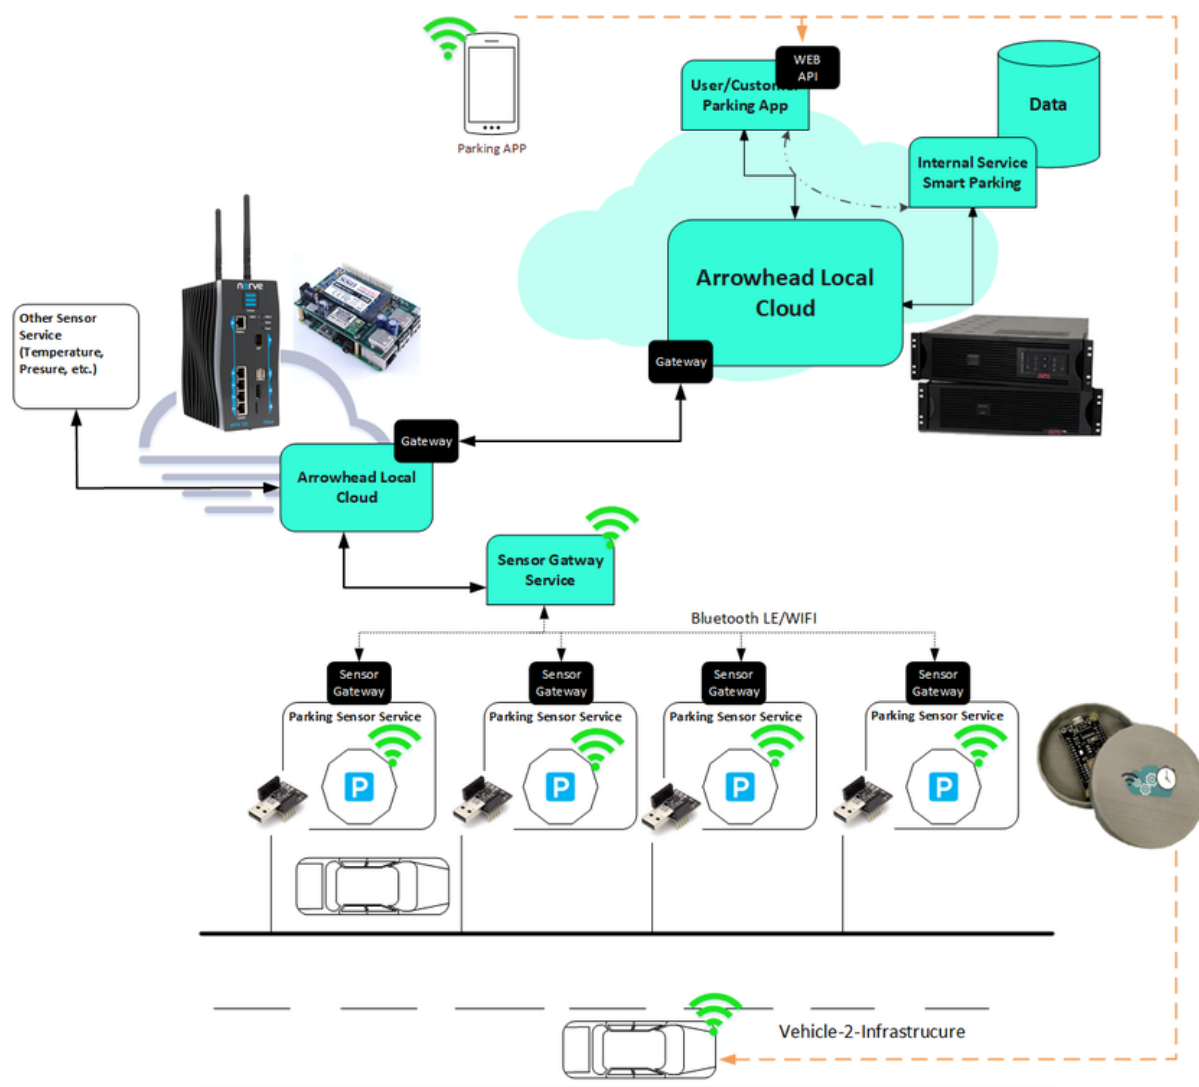 WEB
API
User/Customer
Parking App
Data
Parking APP
Internal Service
Smart Parking
Arrowhead Local
Cloud
nerve
Other Sensor
Service
(Temperature,
Presure, etc.)
Gateway
Gateway
Arrowhead Local
Cloud
Sensor Gatway
Service
Bluetooth LE/WIFI
Sensor
Gateway
Sensor
Gateway
Sensor
Gateway
Sensor
Gateway
Parking Sensor Service
Parking Sensor Service
Parking Sensor Service
Parking Sensor Service
P
P
P
P
Vehicle-2-Infrastrucure